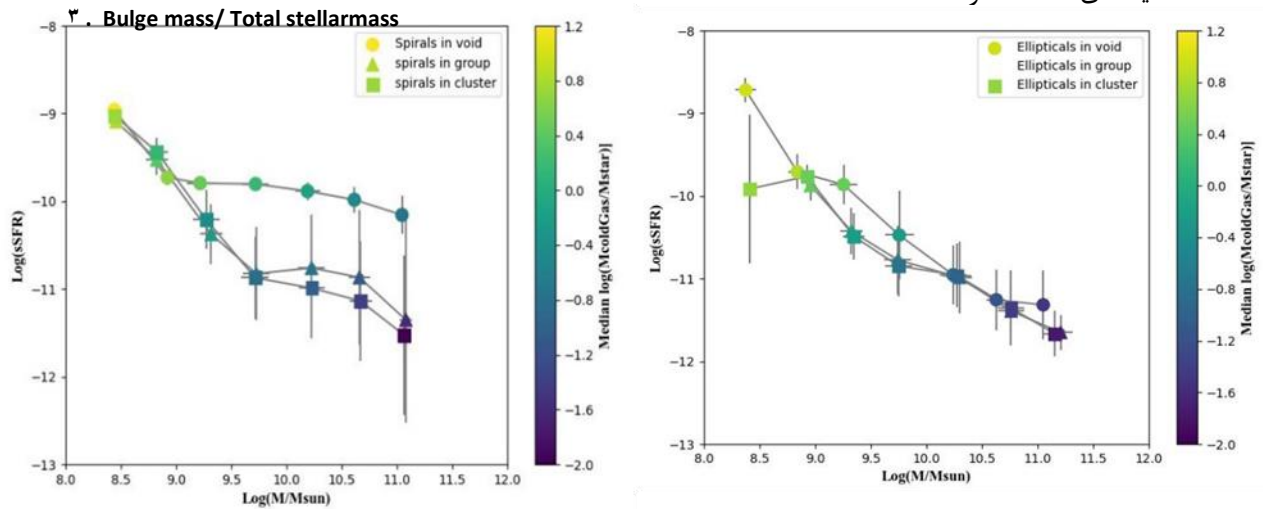 ۳ . Bulge mass/ Total stellarmass
−8
−9
−10
−11
−12
−13
8.0 8.5 9.0 9.5 10.0 10.5 11.0 11.5 12.0
Log(sSFR)
Log(M/Msun)
Spirals in void
spirals in group
spirals in cluster
1.2
0.8
0.4
0.0
−0.4
−0.8
−1.2
−1.6
−2.0
Median log(McoldGas/Mstar)]
−8
−9
−10
−11
−12
−13
8.0 8.5 9.0 9.5 10.0 10.5 11.0 11.5 12.0
Log(sSFR)
Log(M/Msun)
Ellipticals in void
Ellipticals in group
Ellipticals in cluster
1.2
0.8
0.4
0.0
−0.4
−0.8
−1.2
−1.6
−2.0
Median log(McoldGas/Mstar)]